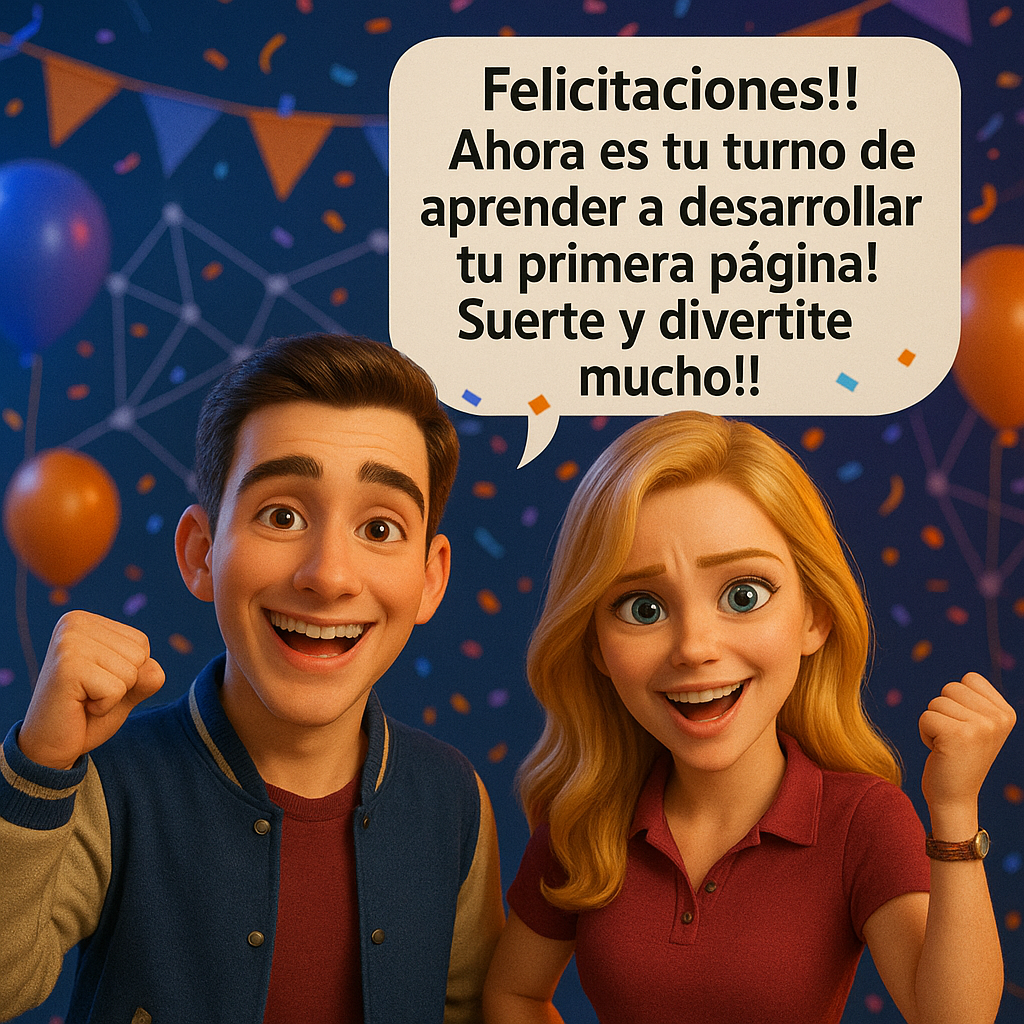 Felicitaciones!!
Ahora es tu turno de
aprender a desarrollar
tu primera página!
Suerte y divertite
mucho!!